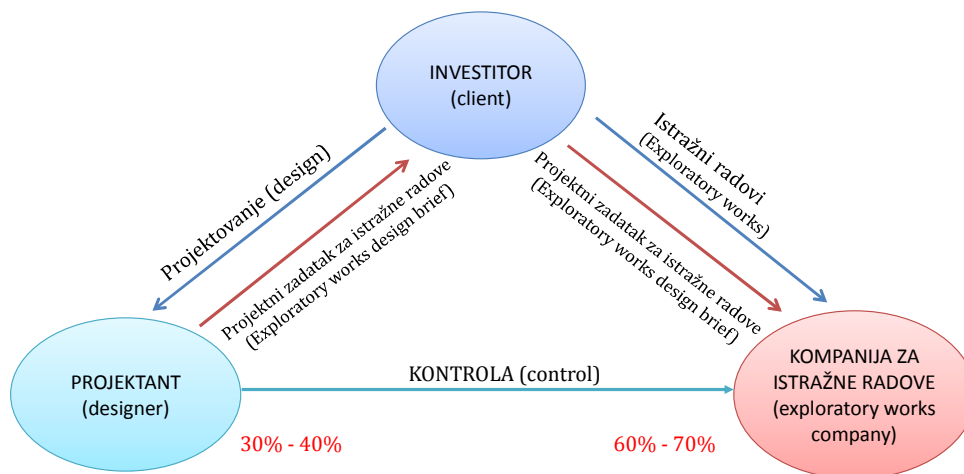 INVESTITOR
(client)
Projektovanje (design)
Projektni zadatak za istražne radove
(Exploratory works design brief)
Istražni radovi
(Exploratory works)
Projektni zadatak za istražne radove
(Exploratory works design brief)
PROJEKTANT
(designer)
KONTROLA (control)
KOMPANIJA ZA
ISTRAŽNE RADOVE
(exploratory works
company)
30% - 40%
60% - 70%